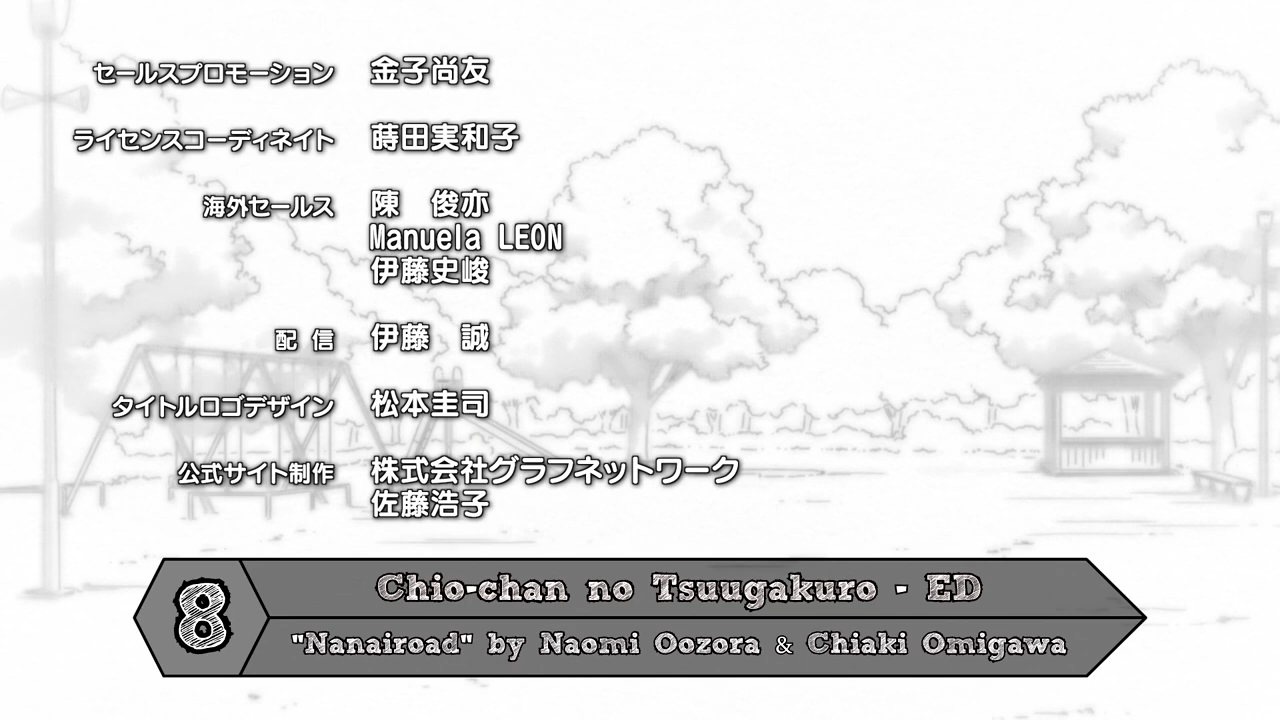 セールスプロモーション 金子尚友
ライセンスコーディネイト 蒔田実和子
海外セールス 陳 俊亦
Manuela LEON
伊藤史峻
配信 伊藤 誠
タイトルロゴデザイン 松本圭司
公式サイト制作 株式会社グラフネットワーク
佐藤浩子
8
Chio-chan no Tsuugakuro - ED
"Nanairoad" by Naomi Oozora & Chiaki Omigawa